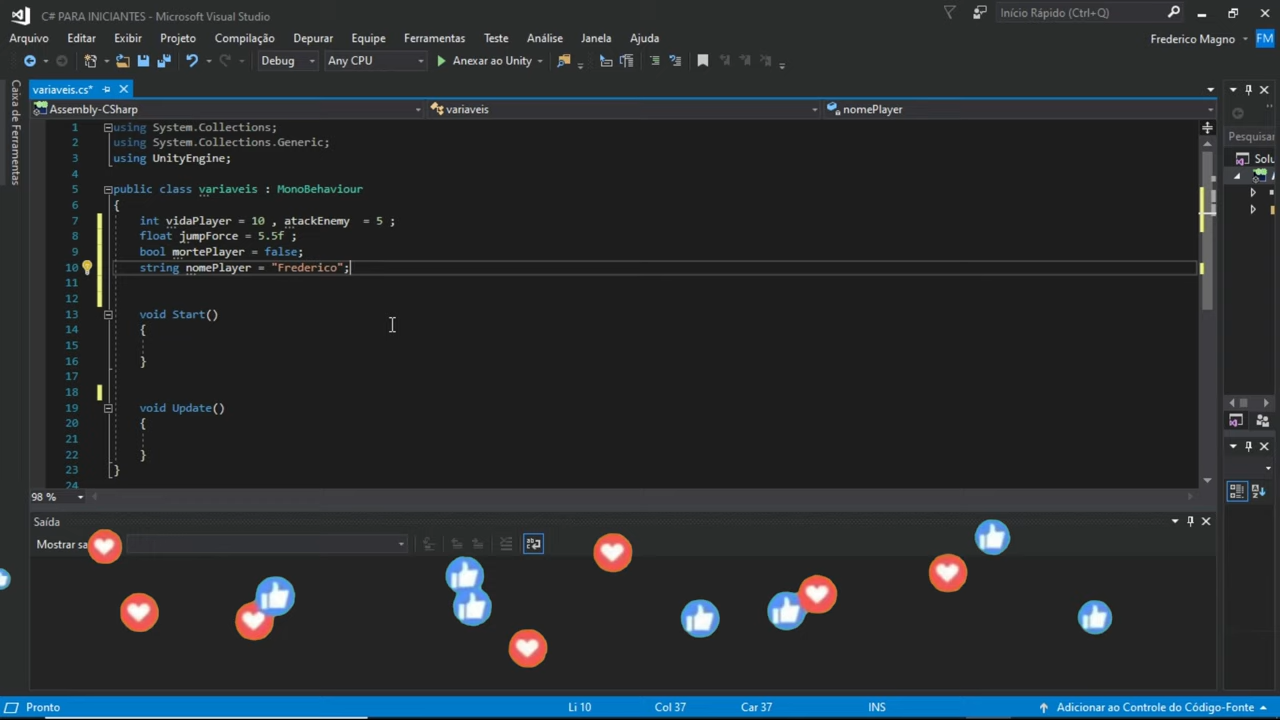 C# PARA INICIANTES - Microsoft Visual Studio
Início Rápido (Ctrl+Q)
Arquivo Editar Exibir Projeto Compilação Depurar Equipe Ferramentas Teste Análise Janela Ajuda
Frederico Magno FM
Debug Any CPU Anexar ao Unity
Caixa de Ferramentas
variaveis.cs*
Assembly-CSharp variaveis nomePlayer
Pesquisar
Solu
1 using System.Collections;
2 using System.Collections.Generic;
3 using UnityEngine;
4
5 public class variaveis : MonoBehaviour
6 {
7 int vidaPlayer = 10 , atackEnemy = 5 ;
8 float jumpForce = 5.5f ;
9 bool mortePlayer = false;
10 string nomePlayer = "Frederico";
11
12
13 void Start()
14 {
15
16 }
17
18
19 void Update()
20 {
21
22 }
23 }
24
98 %
Saída
Mostrar sa
Pronto Li 10 Col 37 Car 37 INS Adicionar ao Controle do Código-Fonte